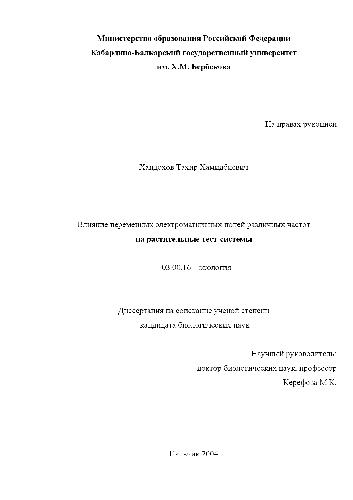 Министерство образования Российской Федерации
Кабардино-Балкарский государственный университет
им. Х.М. Бербекова
На правах рукописи
Тахир
Влияние переменных электромагнитных полей различных частот
на растительные тест-системы
03.00.16 - экология
Диссертация на соискание ученой степени
кандидата биологических наук
Научный руководитель:
доктор биологических наук, профессор
Керефова М.К.
Нальчик 2004